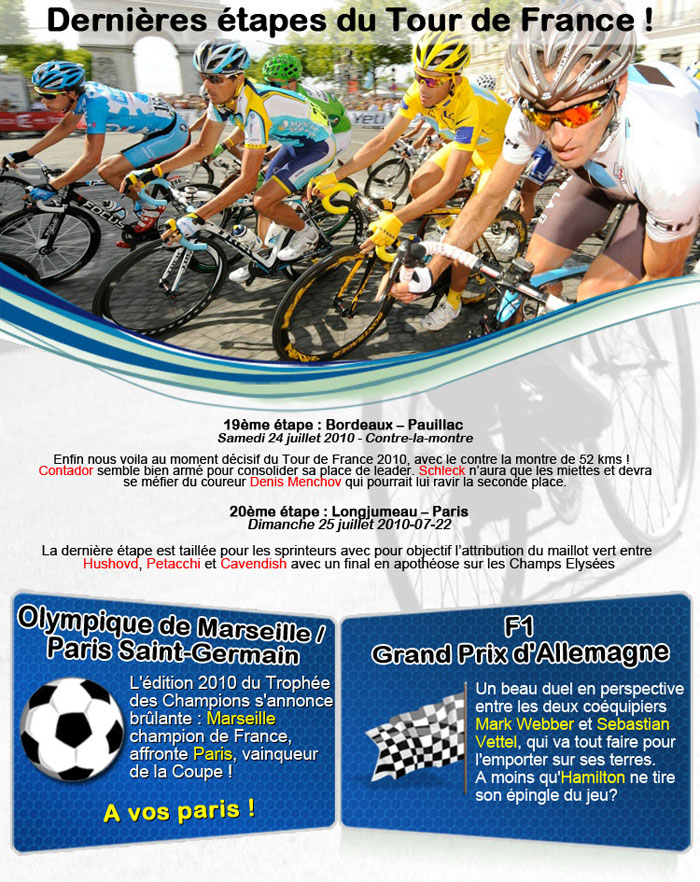 Dernières étapes du Tour de France !
Yeti
FOCUS
TREK
19ème étape : Bordeaux – Pauillac
Samedi 24 juillet 2010 - Contre-la-montre
Enfin nous voila au moment décisif du Tour de France 2010, avec le contre la montre de 52 kms !
Contador semble bien armé pour consolider sa place de leader. Schleck n'aura que les miettes et devra
se méfier du coureur Denis Menchov qui pourrait lui ravir la seconde place.
20ème étape : Longjumeau – Paris
Dimanche 25 juillet 2010-07-22
La dernière étape est taillée pour les sprinteurs avec pour objectif l'attribution du maillot vert entre
Hushovd, Petacchi et Cavendish avec un final en apothéose sur les Champs Elysées
Olympique de Marseille /
Paris Saint-Germain
L'édition 2010 du Trophée
des Champions s'annonce
brûlante : Marseille
champion de France,
affronte Paris, vainqueur
de la Coupe !
A vos paris !
F1
Grand Prix d'Allemagne
Un beau duel en perspective
entre les deux coéquipiers
Mark Webber et Sebastian
Vettel, qui va tout faire pour
l'emporter sur ses terres.
A moins qu'Hamilton ne tire
son épingle du jeu?